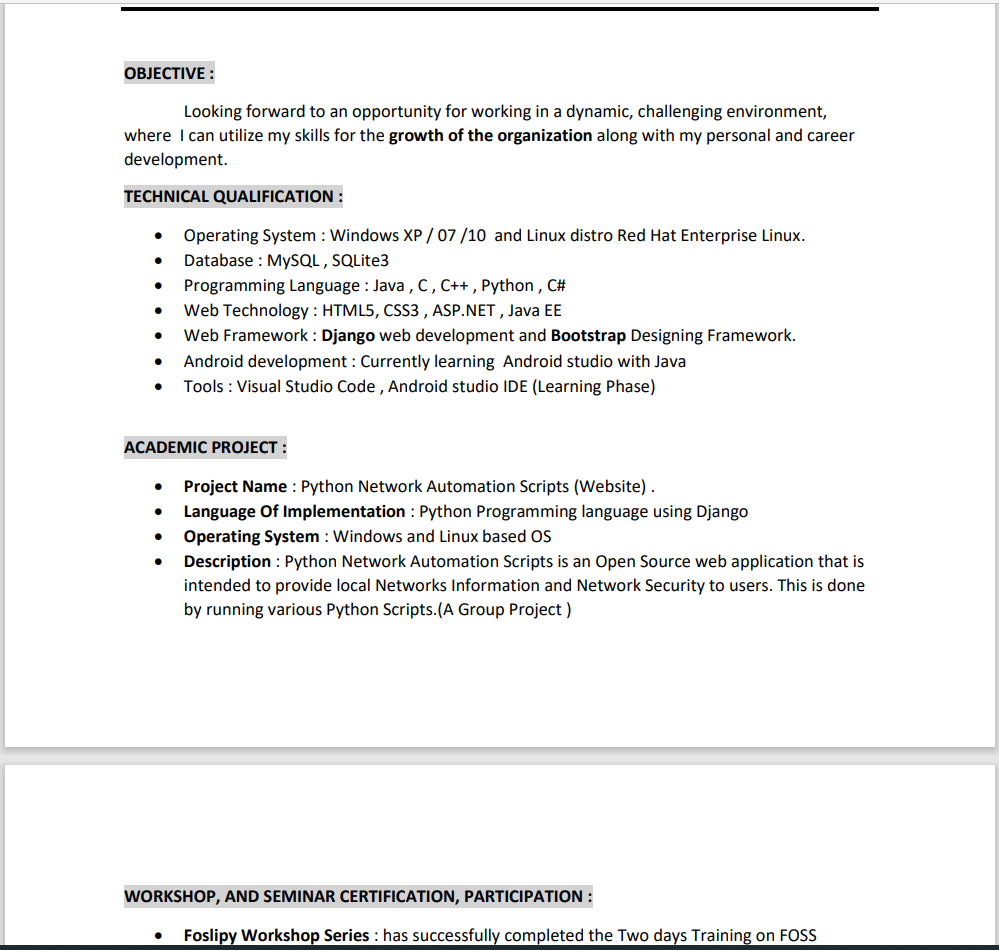 OBJECTIVE :
Looking forward to an opportunity for working in a dynamic, challenging environment,
where  I can utilize my skills for the growth of the organization along with my personal and career
development.
TECHNICAL QUALIFICATION :
• Operating System : Windows XP / 07 /10  and Linux distro Red Hat Enterprise Linux.
• Database : MySQL , SQLite3
• Programming Language : Java , C , C++ , Python , C#
• Web Technology : HTML5, CSS3 , ASP.NET , Java EE
• Web Framework : Django web development and Bootstrap Designing Framework.
• Android development : Currently learning  Android studio with Java
• Tools : Visual Studio Code , Android studio IDE (Learning Phase)
ACADEMIC PROJECT :
• Project Name : Python Network Automation Scripts (Website) .
• Language Of Implementation : Python Programming language using Django
• Operating System : Windows and Linux based OS
• Description : Python Network Automation Scripts is an Open Source web application that is
intended to provide local Networks Information and Network Security to users. This is done
by running various Python Scripts.(A Group Project )
WORKSHOP, AND SEMINAR CERTIFICATION, PARTICIPATION :
• Foslipy Workshop Series : has successfully completed the Two days Training on FOSS